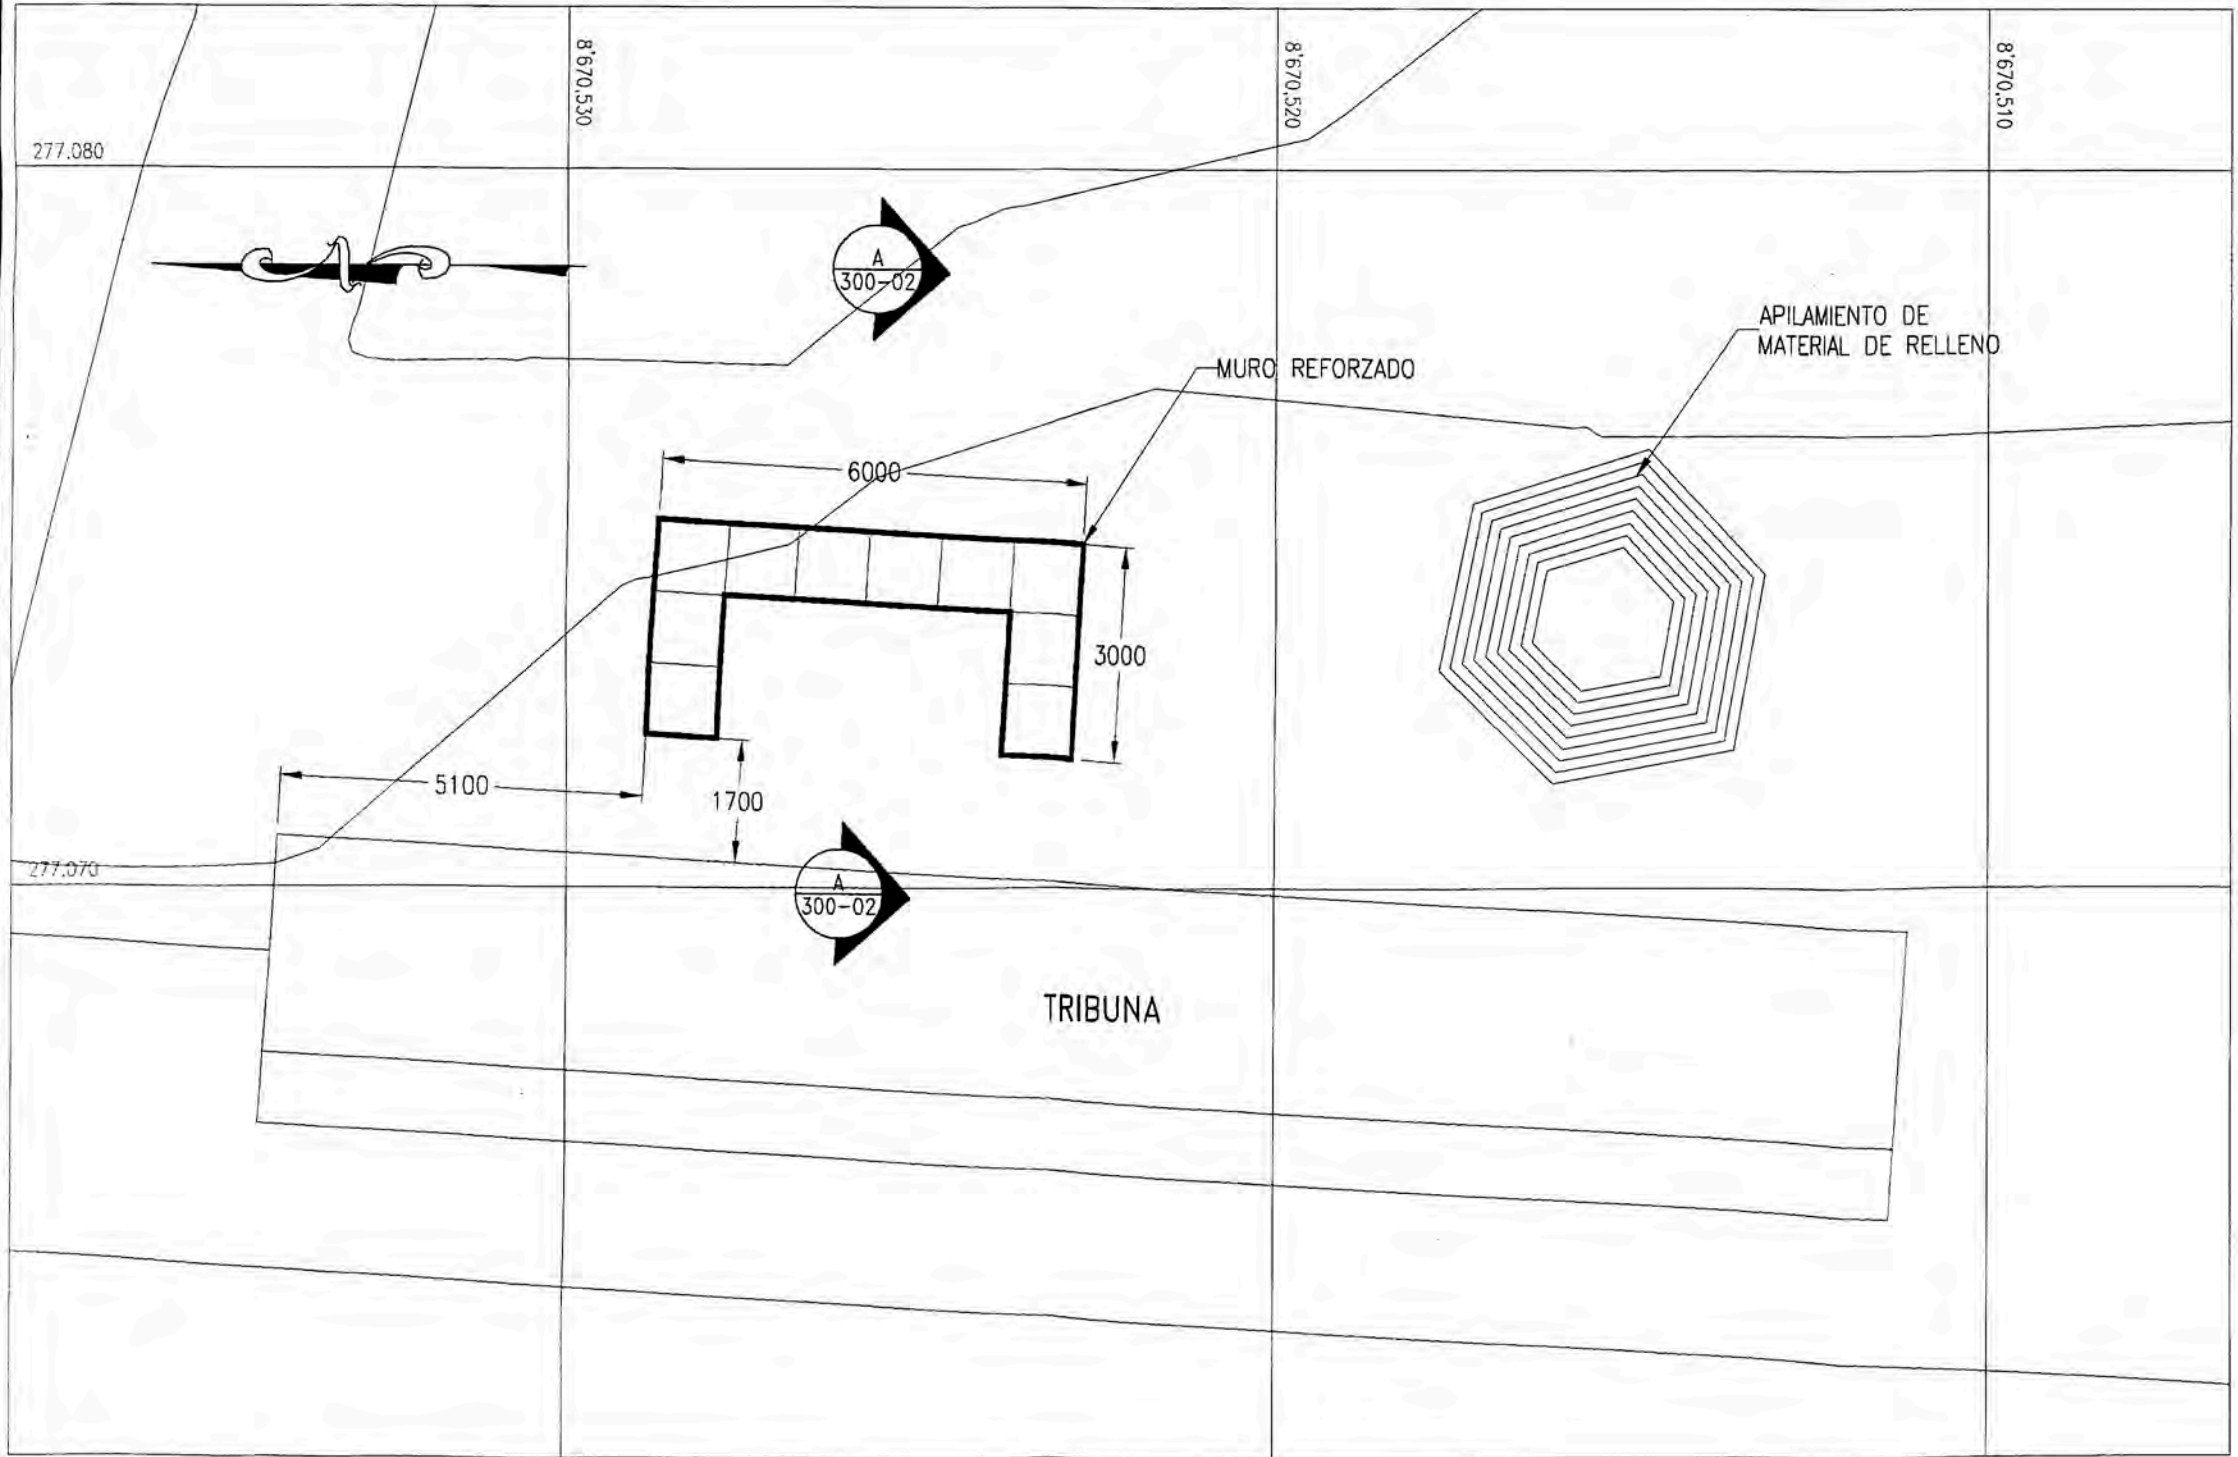 8'670,530
8'670,520
8'670,510
277.080
N
A
300-02
APILAMIENTO DE
MATERIAL DE RELLENO
MURO REFORZADO
6000
3000
5100
1700
277.070
A
300-02
TRIBUNA